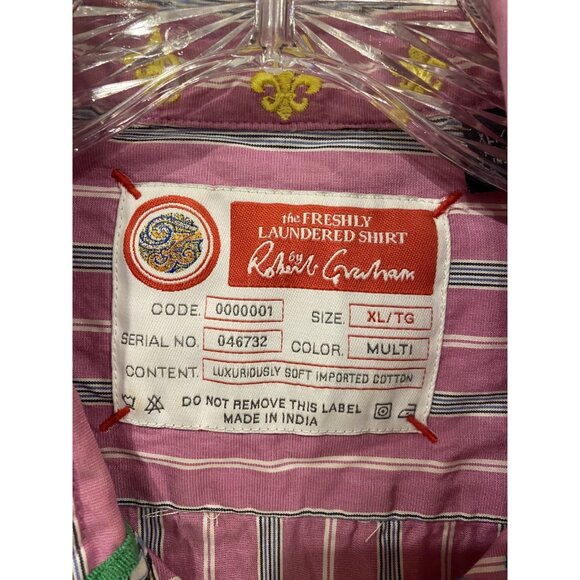 the FRESHLY
LAUNDERED SHIRT
by
Robert Graham
CODE. 0000001 SIZE. XL/TG
SERIAL NO. 046732 COLOR. MULTI
CONTENT. LUXURIOUSLY SOFT IMPORTED COTTON
DO NOT REMOVE THIS LABEL
MADE IN INDIA